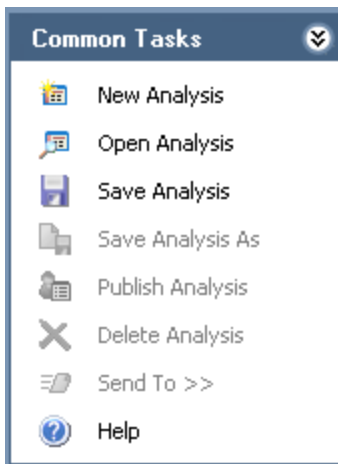 Common Tasks
New Analysis
Open Analysis
Save Analysis
Save Analysis As
Publish Analysis
Delete Analysis
Send To >>
Help